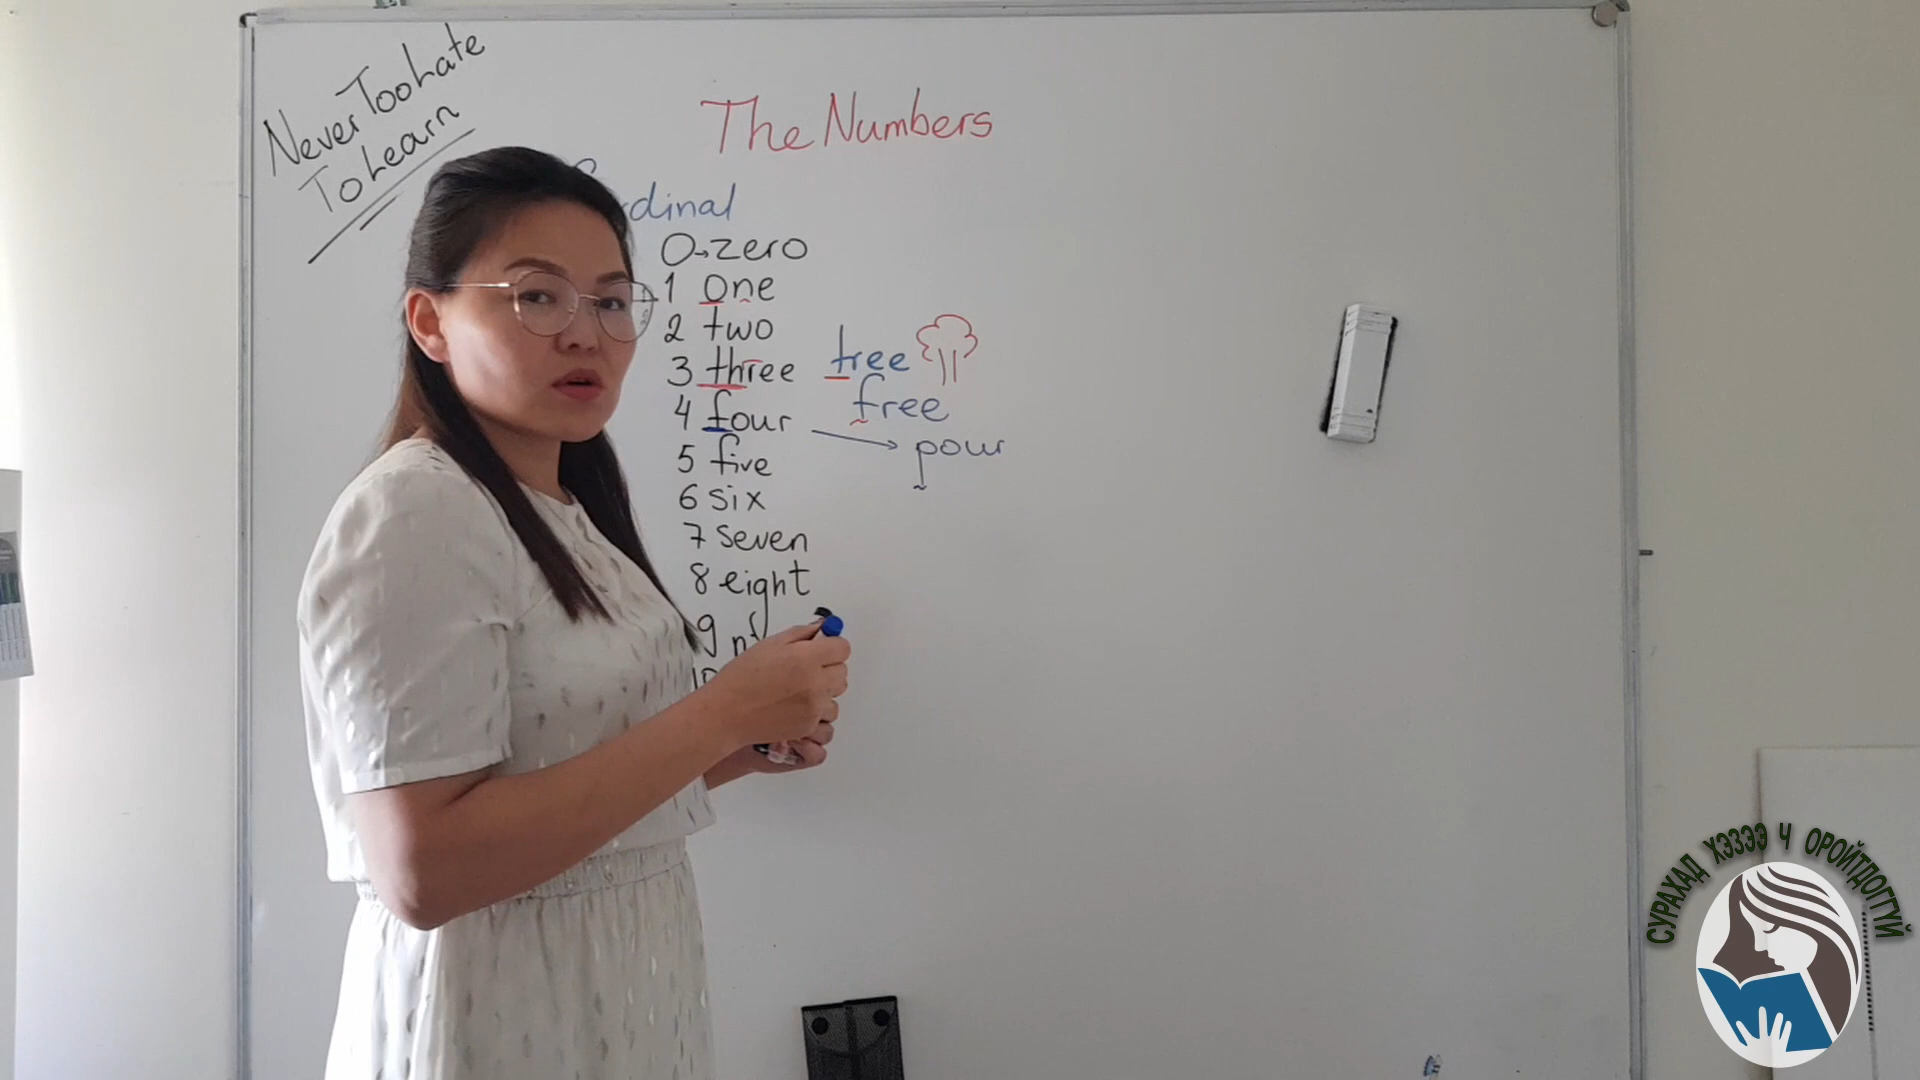 Never Too Late
To Learn
The Numbers
0→zero
1 one
2 two
3 three tree
free
4 four → pour
5 five
6 six
7 seven
8 eight
9
10
СУРАХАД ХЭЗЭЭ Ч ОРОЙТДОГГҮЙ